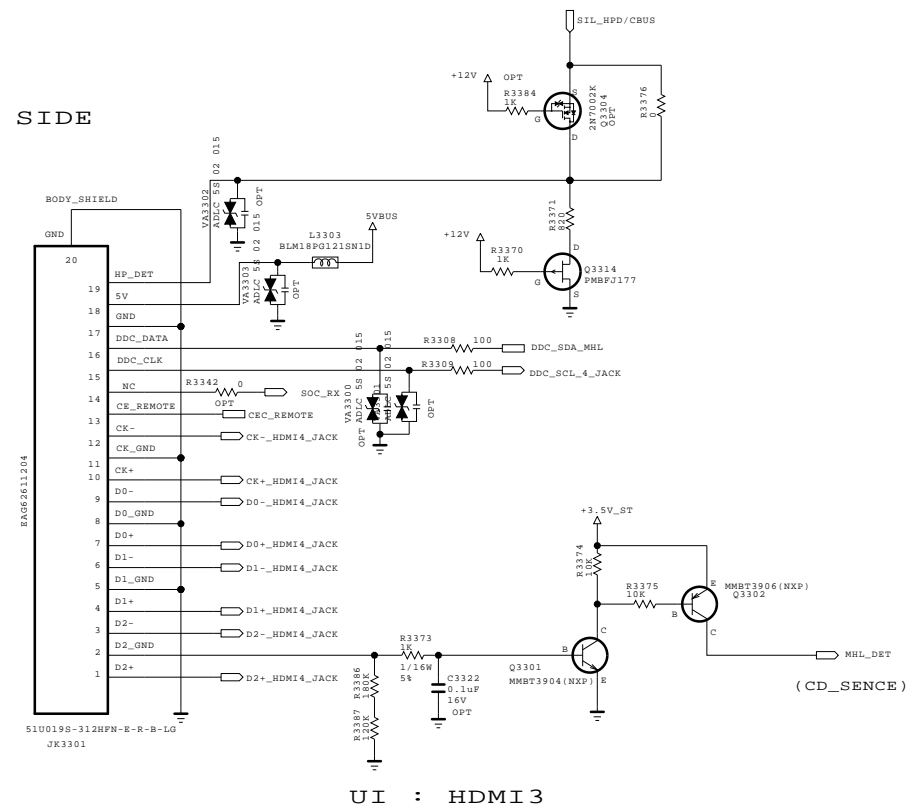 SIL_HPD/CBUS
+12V
OPT
R3384
1K
S
G
D
2N7002K
Q3304
OPT
R3376
0
SIDE
VA3302
ADLC 5S 02 015
OPT
BODY_SHIELD
GND
20
5VBUS
L3303
BLM18PG121SN1D
VA3303
ADLC 5S 02 015
OPT
R3371
820
+12V
R3370
1K
D
G
S
Q3314
PMBFJ177
HP_DET
19
5V
18
GND
17
DDC_DATA
16
R3308
100
DDC_SDA_MHL
DDC_CLK
15
R3309
100
DDC_SCL_4_JACK
NC
14
R3342
0
OPT
SOC_RX
VA3300
ADLC 5S 02 015
OPT
ADLC 5S 02 015
OPT
CE_REMOTE
13
CEC_REMOTE
CK-
12
CK-_HDMI4_JACK
CK_GND
11
CK+
10
CK+_HDMI4_JACK
D0-
9
D0-_HDMI4_JACK
D0_GND
8
D0+
7
D0+_HDMI4_JACK
D1-
6
D1-_HDMI4_JACK
D1_GND
5
D1+
4
D1+_HDMI4_JACK
D2-
3
D2-_HDMI4_JACK
D2_GND
2
D2+
1
D2+_HDMI4_JACK
EAG62611204
51U019S-312HFN-E-R-B-LG
JK3301
R3386
180K
R3387
120K
R3373
1K
1/16W
5%
C3322
0.1uF
16V
OPT
Q3301
MMBT3904(NXP)
B
C
E
+3.5V_ST
R3374
10K
R3375
10K
B
E
C
MMBT3906(NXP)
Q3302
MHL_DET
(CD_SENCE)
UI : HDMI3